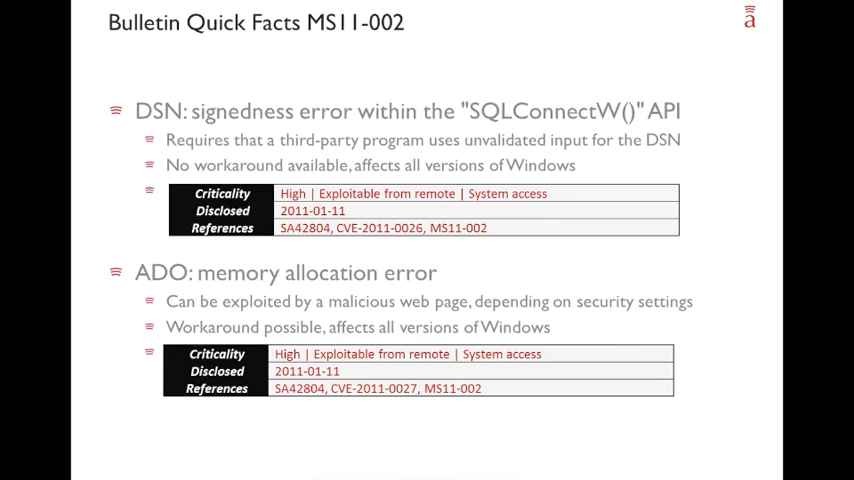 Bulletin Quick Facts MS11-002
a
DSN: signedness error within the "SQLConnectW()" API
Requires that a third-party program uses unvalidated input for the DSN
No workaround available, affects all versions of Windows
Criticality High | Exploitable from remote | System access
Disclosed 2011-01-11
References SA42804, CVE-2011-0026, MS11-002
ADO: memory allocation error
Can be exploited by a malicious web page, depending on security settings
Workaround possible, affects all versions of Windows
Criticality High | Exploitable from remote | System access
Disclosed 2011-01-11
References SA42804, CVE-2011-0027, MS11-002